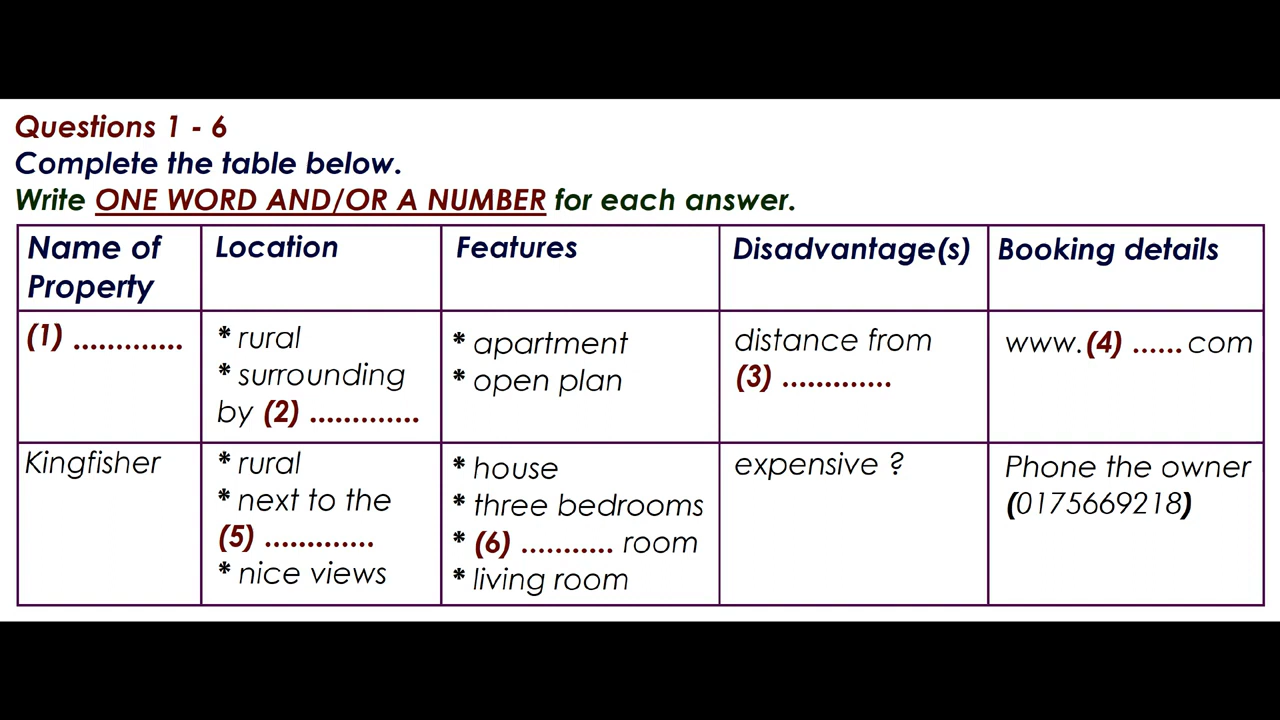 Questions 1 - 6
Complete the table below.
Write ONE WORD AND/OR A NUMBER for each answer.
Name of Property
Location
Features
Disadvantage(s)
Booking details
(1) .............
* rural
* surrounding
by (2) .............
* apartment
* open plan
distance from
(3) .............
www.(4) ......com
Kingfisher
* rural
* next to the
(5) .............
* nice views
* house
* three bedrooms
* (6) ........... room
* living room
expensive ?
Phone the owner
(0175669218)